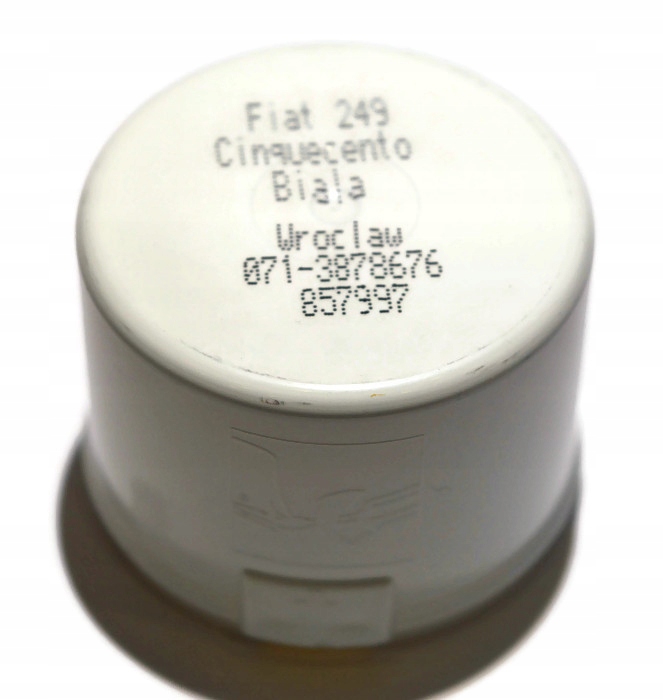 Fiat 249
Cinquecento
Biala
Wroclaw
071-3878676
857997